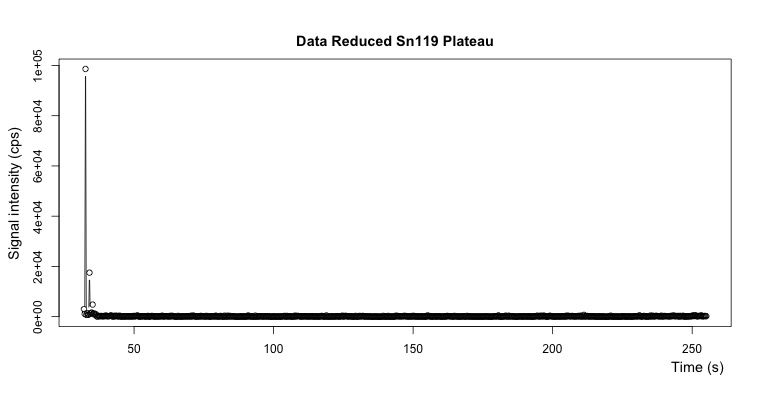 Data Reduced Sn119 Plateau
Signal intensity (cps)
1e+05
8e+04
6e+04
4e+04
2e+04
0e+00
50 100 150 200 250
Time (s)